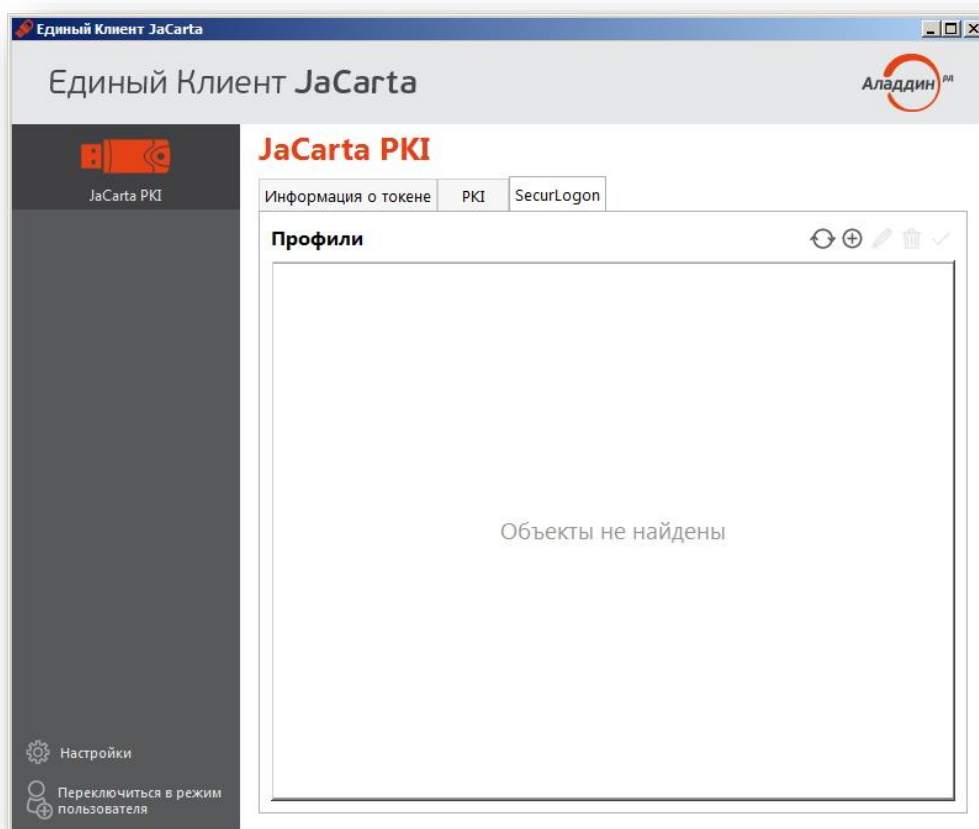 Единый Клиент JaCarta
Единый Клиент JaCarta
Аладдин РД
JaCarta PKI
JaCarta PKI
Информация о токене PKI SecurLogon
Профили
Объекты не найдены
Настройки
Переключиться в режим
пользователя